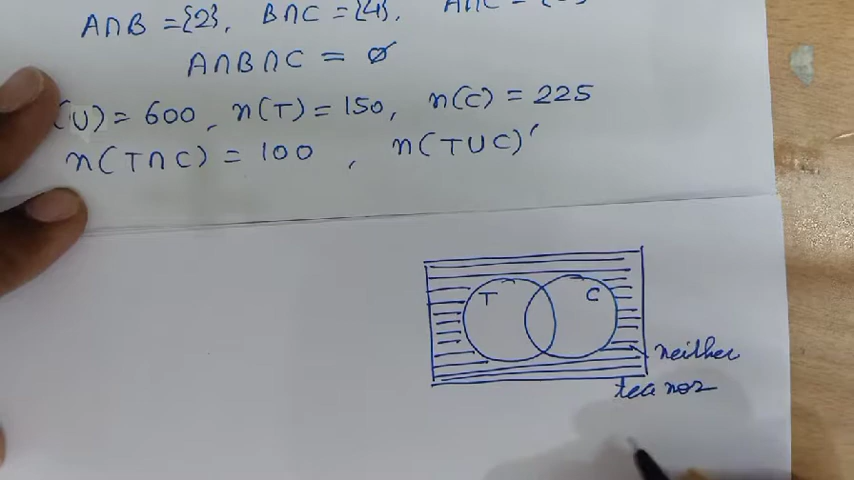 A∩B = {2}, B∩C = {4}, A∩C =
A∩B∩C = ∅
(U) = 600, n(T) = 150, n(C) = 225
n(T∩C) = 100, n(T∪C)′
T C
neither
tea nor